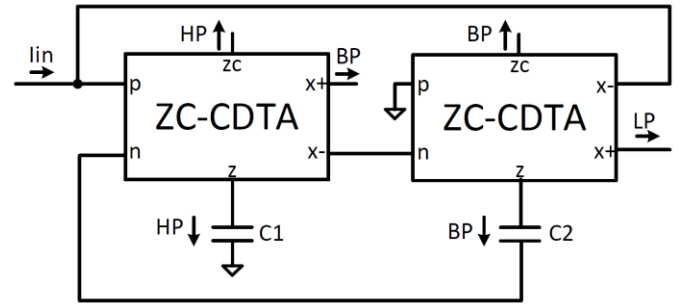 Iin
HP
BP
BP
LP
zc
p
x+
ZC-CDTA
n
x-
z
zc
p
x-
ZC-CDTA
n
x+
z
HP
C1
BP
C2